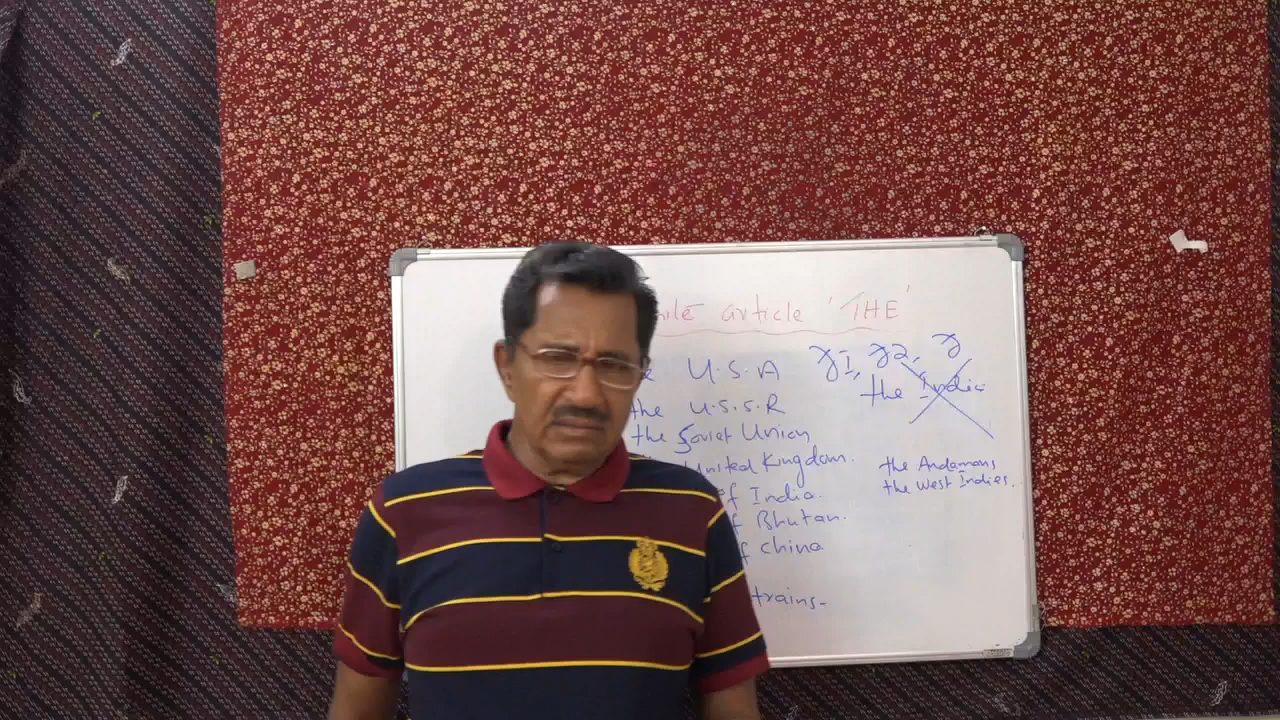 article 'THE'
U.S.A
the India
the U.S.S.R
the Soviet Union
United Kingdom. the Andamans
of India. the West Indies.
of Bhutan.
of China
trains-